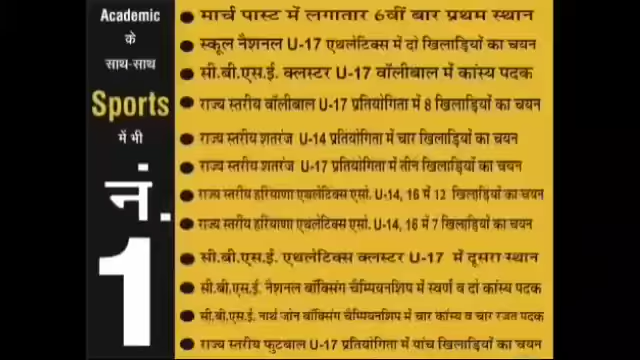 Academic
के
साथ-साथ
Sports
में भी
नं.
1
मार्च पास्ट में लगातार 6वीं बार प्रथम स्थान
स्कूल नैशनल U-17 एथलेटिक्स में दो खिलाड़ियों का चयन
सी.बी.एस.ई. क्लस्टर U-17 वॉलीबाल में कांस्य पदक
राज्य स्तरीय वॉलीबाल U-17 प्रतियोगिता में 8 खिलाड़ियों का चयन
राज्य स्तरीय शतरंज U-14 प्रतियोगिता में चार खिलाड़ियों का चयन
राज्य स्तरीय शतरंज U-17 प्रतियोगिता में तीन खिलाड़ियों का चयन
राज्य स्तरीय हरियाणा एथलेटिक्स एसो. U-14, 16 में 12 खिलाड़ियों का चयन
राज्य स्तरीय हरियाणा एथलेटिक्स एसो. U-14, 16 में 7 खिलाड़ियों का चयन
सी.बी.एस.ई. एथलेटिक्स क्लस्टर U-17 में दूसरा स्थान
सी.बी.एस.ई. नैशनल बॉक्सिंग चैम्पियनशिप में स्वर्ण व दो कांस्य पदक
सी.बी.एस.ई. नार्थ जोन बॉक्सिंग चैम्पियनशिप में चार कांस्य व चार रजत पदक
राज्य स्तरीय फुटबाल U-17 प्रतियोगिता में पांच खिलाड़ियों का चयन